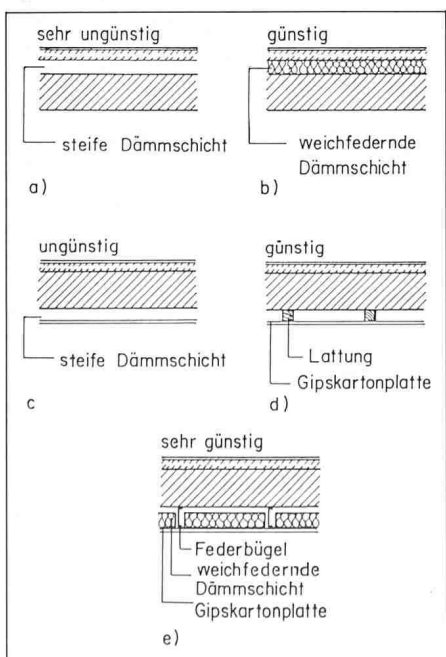 sehr ungünstig
steife Dämmschicht
a)
günstig
weichfedernde
Dämmschicht
b)
ungünstig
steife Dämmschicht
c
günstig
Lattung
Gipskartonplatte
d)
sehr günstig
Federbügel
weichfedernde
Dämmschicht
Gipskartonplatte
e)